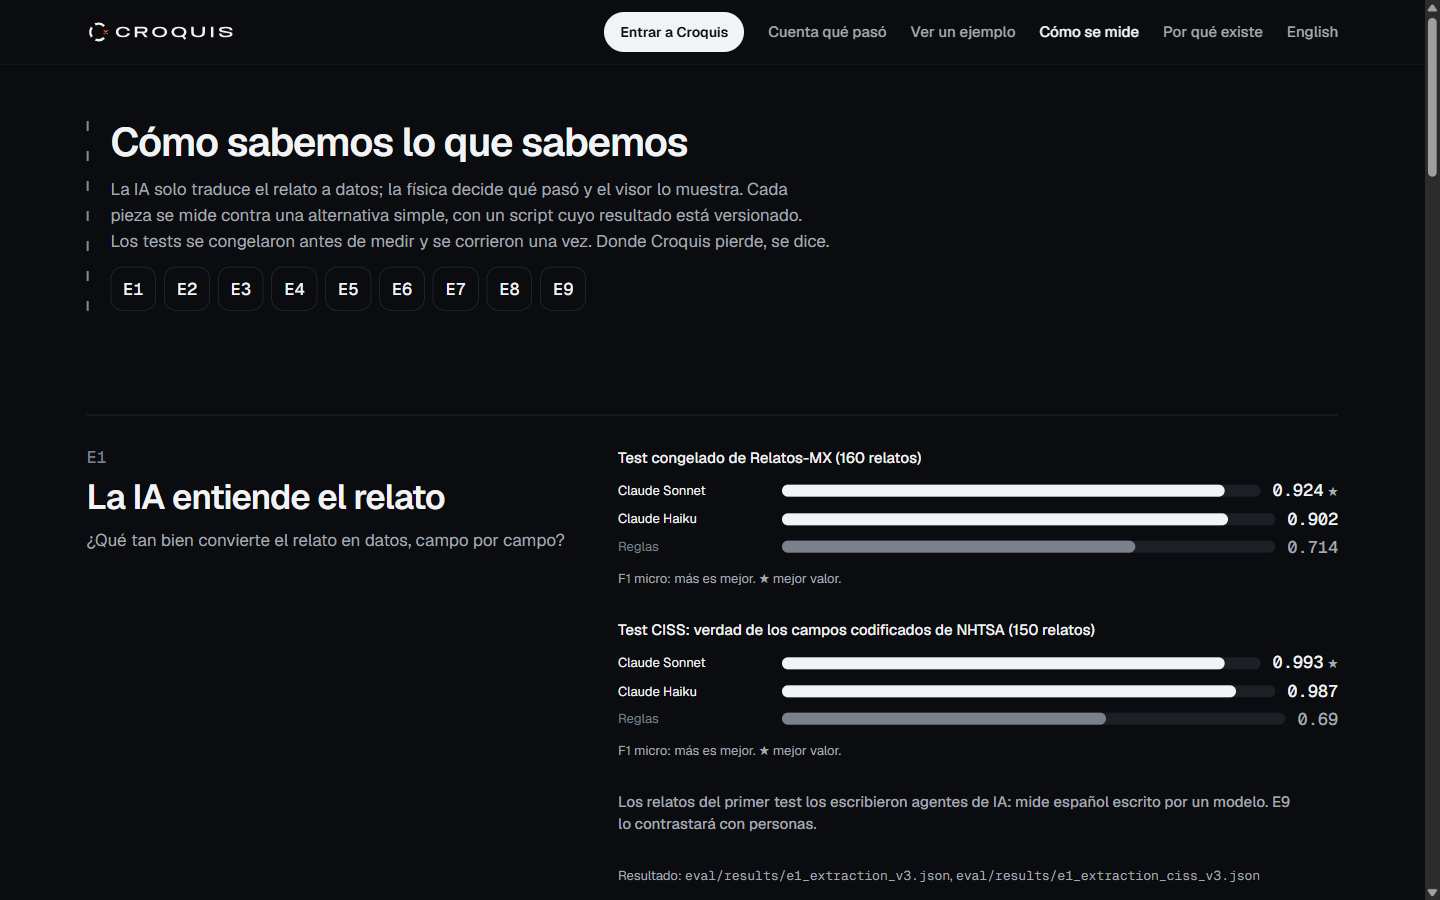 CROQUIS
Entrar a Croquis
Cuenta qué pasó
Ver un ejemplo
Cómo se mide
Por qué existe
English
Cómo sabemos lo que sabemos
La IA solo traduce el relato a datos; la física decide qué pasó y el visor lo muestra. Cada
pieza se mide contra una alternativa simple, con un script cuyo resultado está versionado.
Los tests se congelaron antes de medir y se corrieron una vez. Donde Croquis pierde, se dice.
E1 E2 E3 E4 E5 E6 E7 E8 E9
E1
La IA entiende el relato
¿Qué tan bien convierte el relato en datos, campo por campo?
Test congelado de Relatos-MX (160 relatos)
Claude Sonnet 0.924 ★
Claude Haiku 0.902
Reglas 0.714
F1 micro: más es mejor. ★ mejor valor.
Test CISS: verdad de los campos codificados de NHTSA (150 relatos)
Claude Sonnet 0.993 ★
Claude Haiku 0.987
Reglas 0.69
F1 micro: más es mejor. ★ mejor valor.
Los relatos del primer test los escribieron agentes de IA: mide español escrito por un modelo. E9
lo contrastará con personas.
Resultado: eval/results/e1_extraction_v3.json, eval/results/e1_extraction_ciss_v3.json